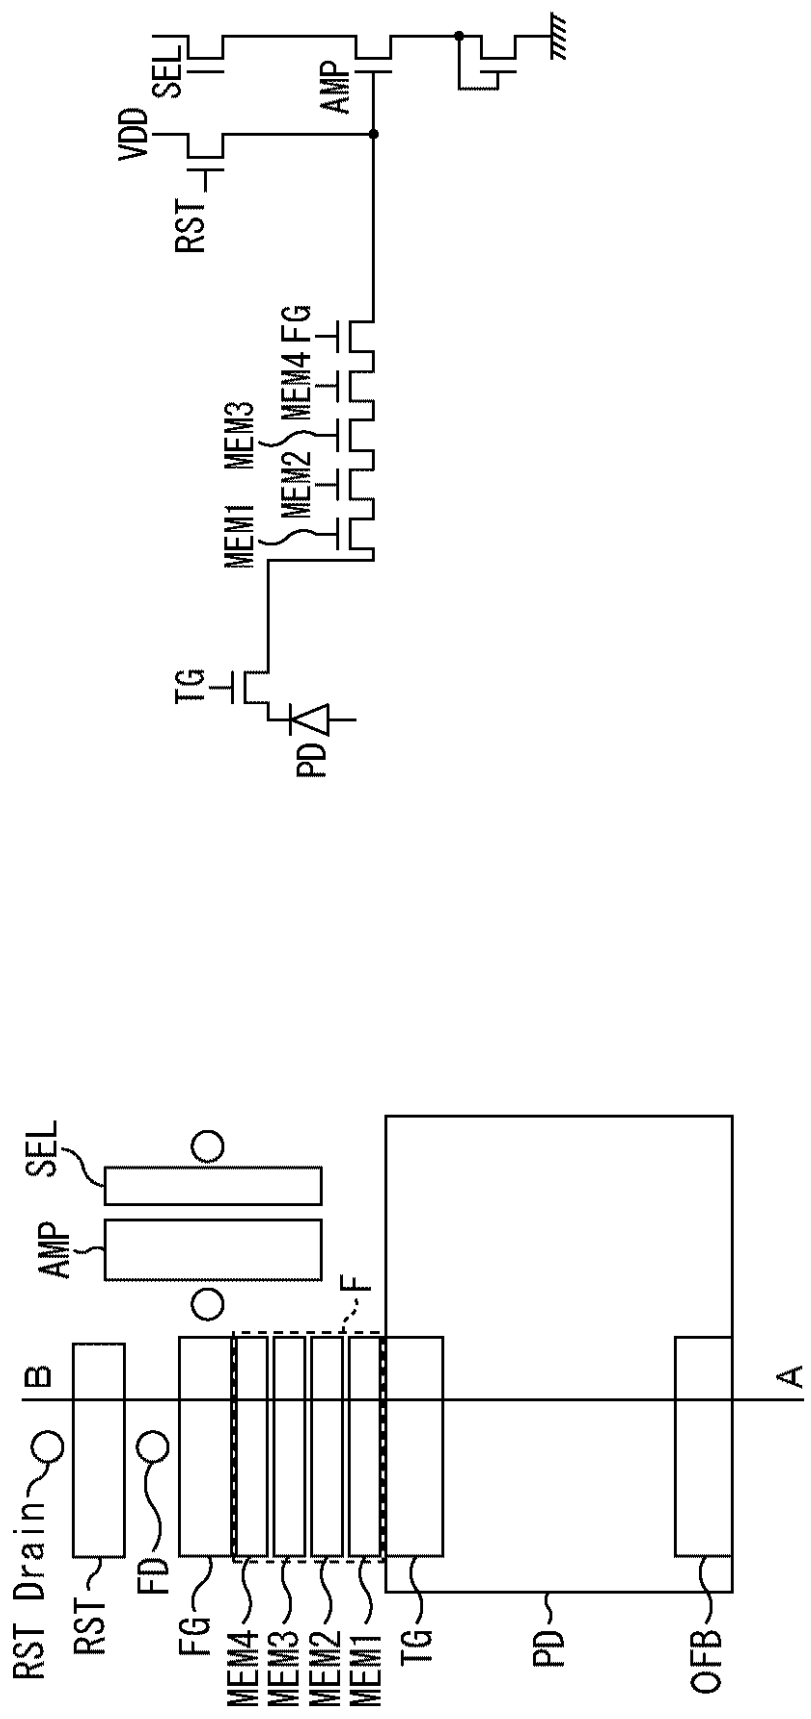 RST Drain
B
RST
FD
FG
MEM4
MEM3
MEM2
MEM1
TG
PD
OFB
A
F
AMP
SEL
PD
TG
MEM1
MEM2
MEM3
MEM4
FG
RST
VDD
AMP
SEL